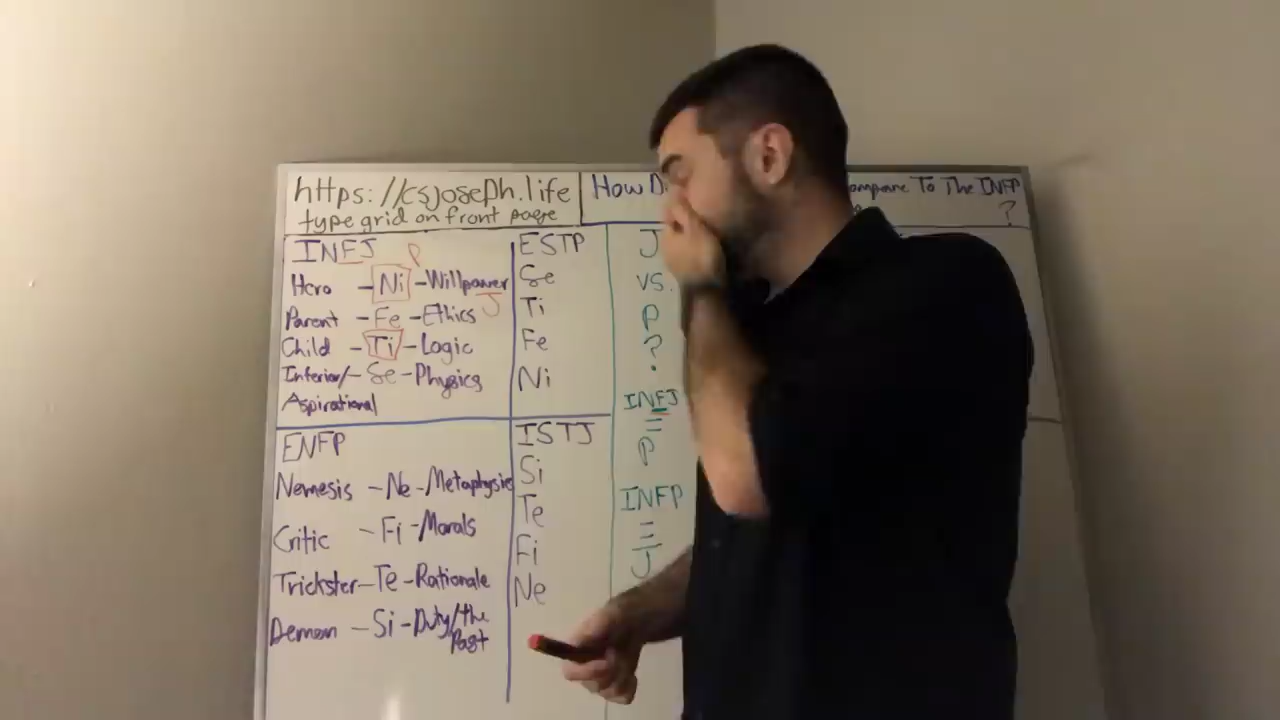 https://csjoseph.life
type grid on front page
How Di
ompare To The INFP
?
INFJ P
Hero - Ni - Willpower
J
Parent - Fe - Ethics
Child - Ti - Logic
Inferior/ - Se - Physics
Aspirational
ESTP
Se
Ti
Fe
Ni
ENFP
Nemesis - Ne - Metaphysics
Critic - Fi - Morals
Trickster - Te - Rationale
Demon - Si - Duty/the
Past
ISTJ
Si
Te
Fi
Ne
J
VS.
P
?
INFJ
=
P
INFP
=
J